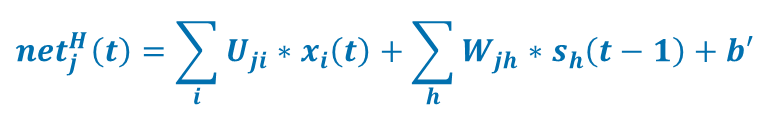 net_j^H(t) = ∑_i U_ji * x_i(t) + ∑_h W_jh * s_h(t − 1) + b′